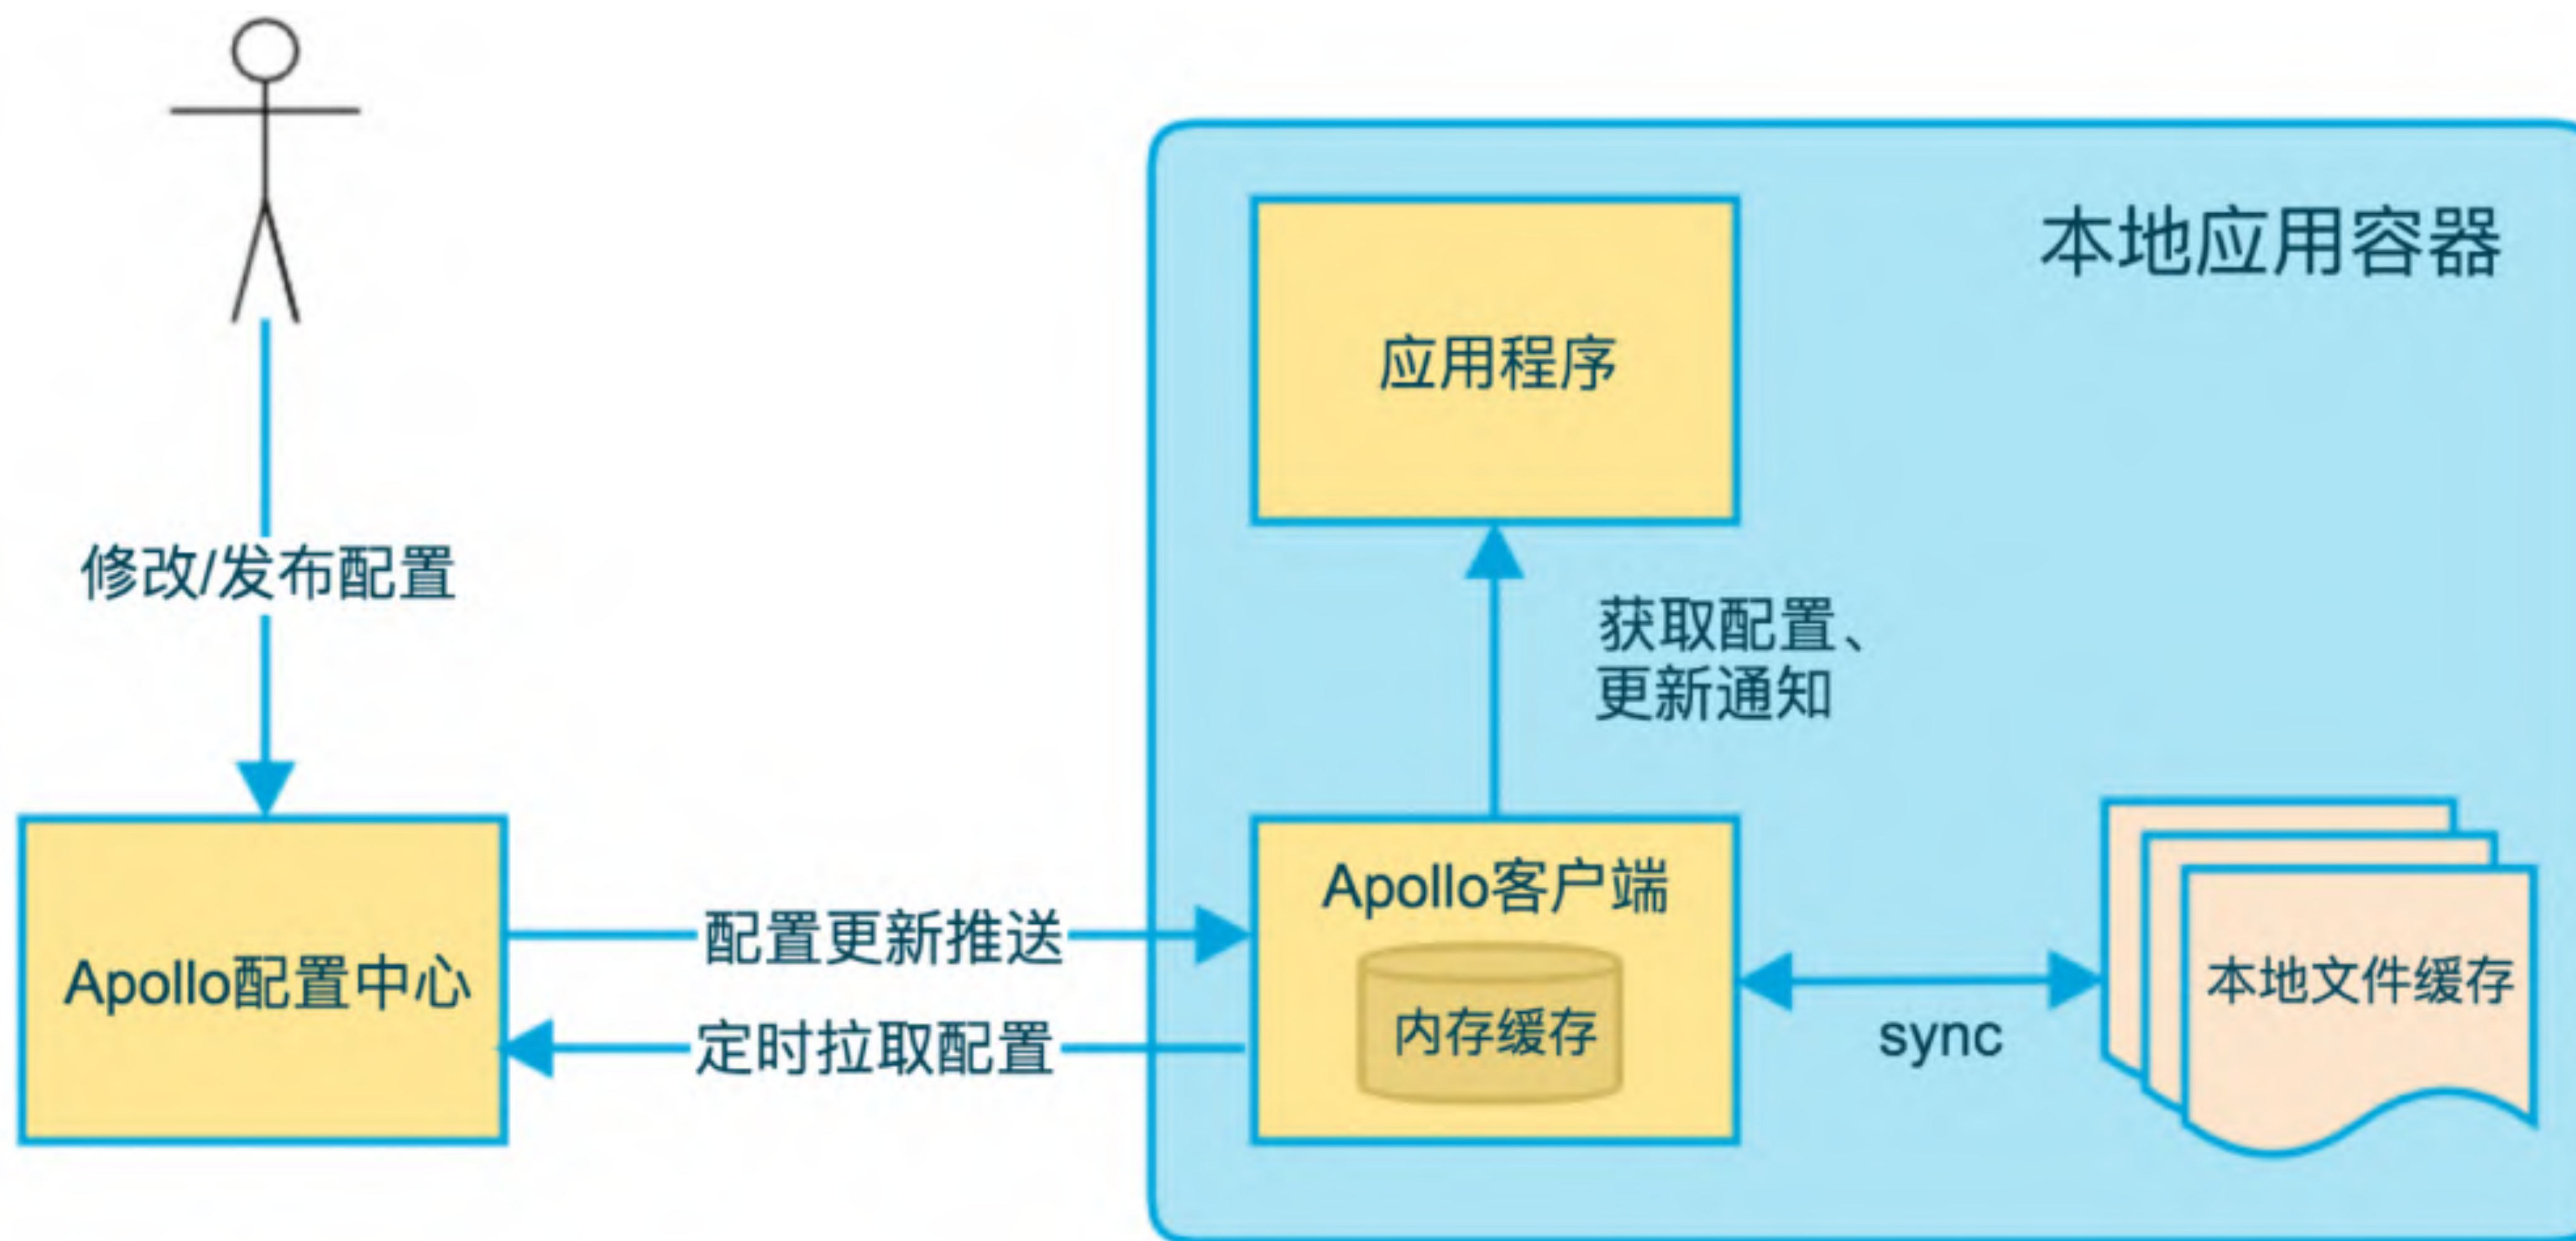 本地应用容器
应用程序
修改/发布配置
获取配置、
更新通知
Apollo配置中心
配置更新推送
定时拉取配置
Apollo客户端
内存缓存
sync
本地文件缓存